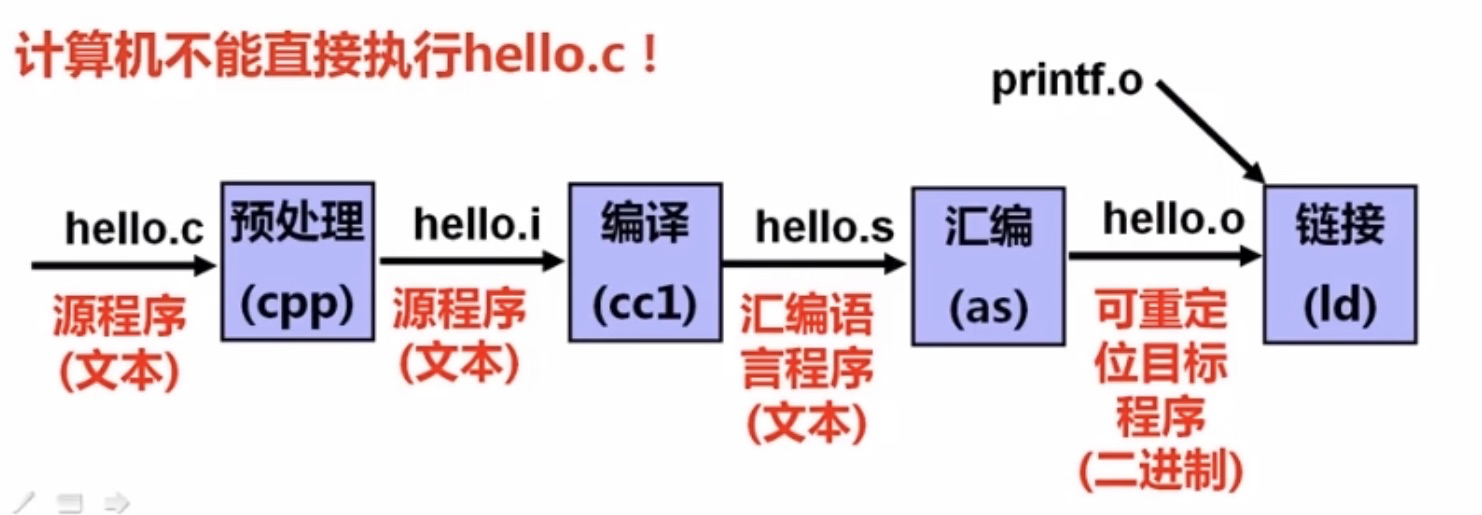 计算机不能直接执行hello.c！
printf.o
hello.c
预处理
(cpp)
hello.i
编译
(cc1)
hello.s
汇编
(as)
hello.o
链接
(ld)
源程序
(文本)
源程序
(文本)
汇编语
言程序
(文本)
可重定
位目标
程序
(二进制)